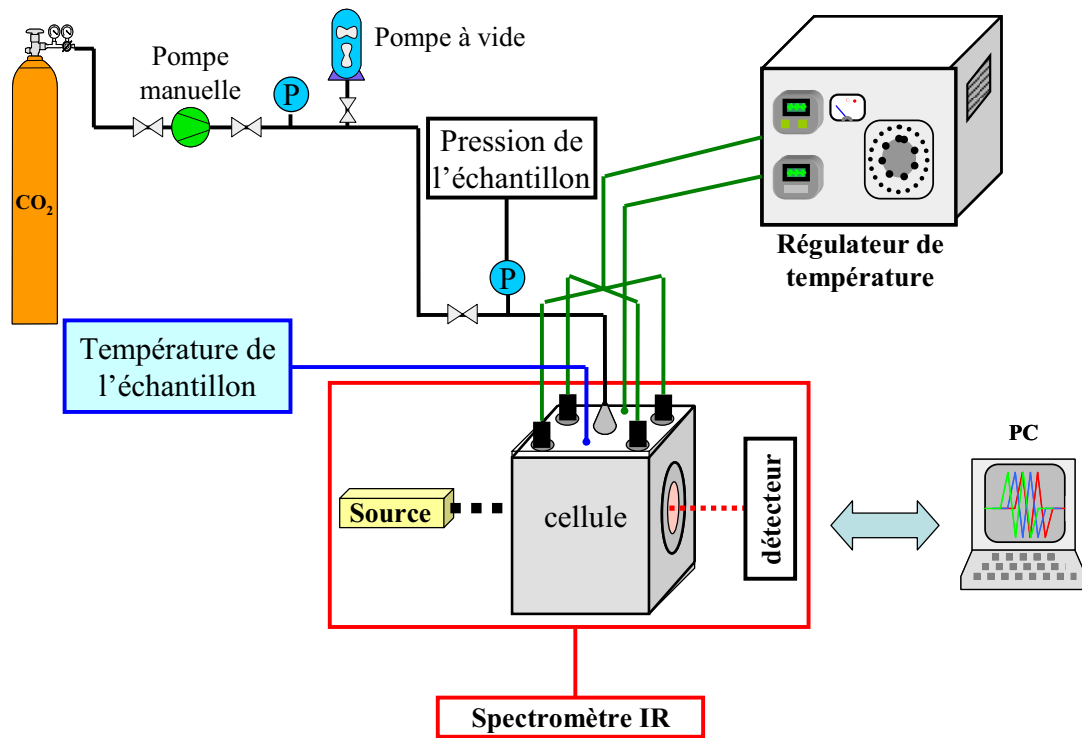 Pompe à vide
Pompe
manuelle
P
Pression de
l’échantillon
CO₂
Régulateur de
température
P
Température de
l’échantillon
PC
Source
cellule
détecteur
Spectromètre IR